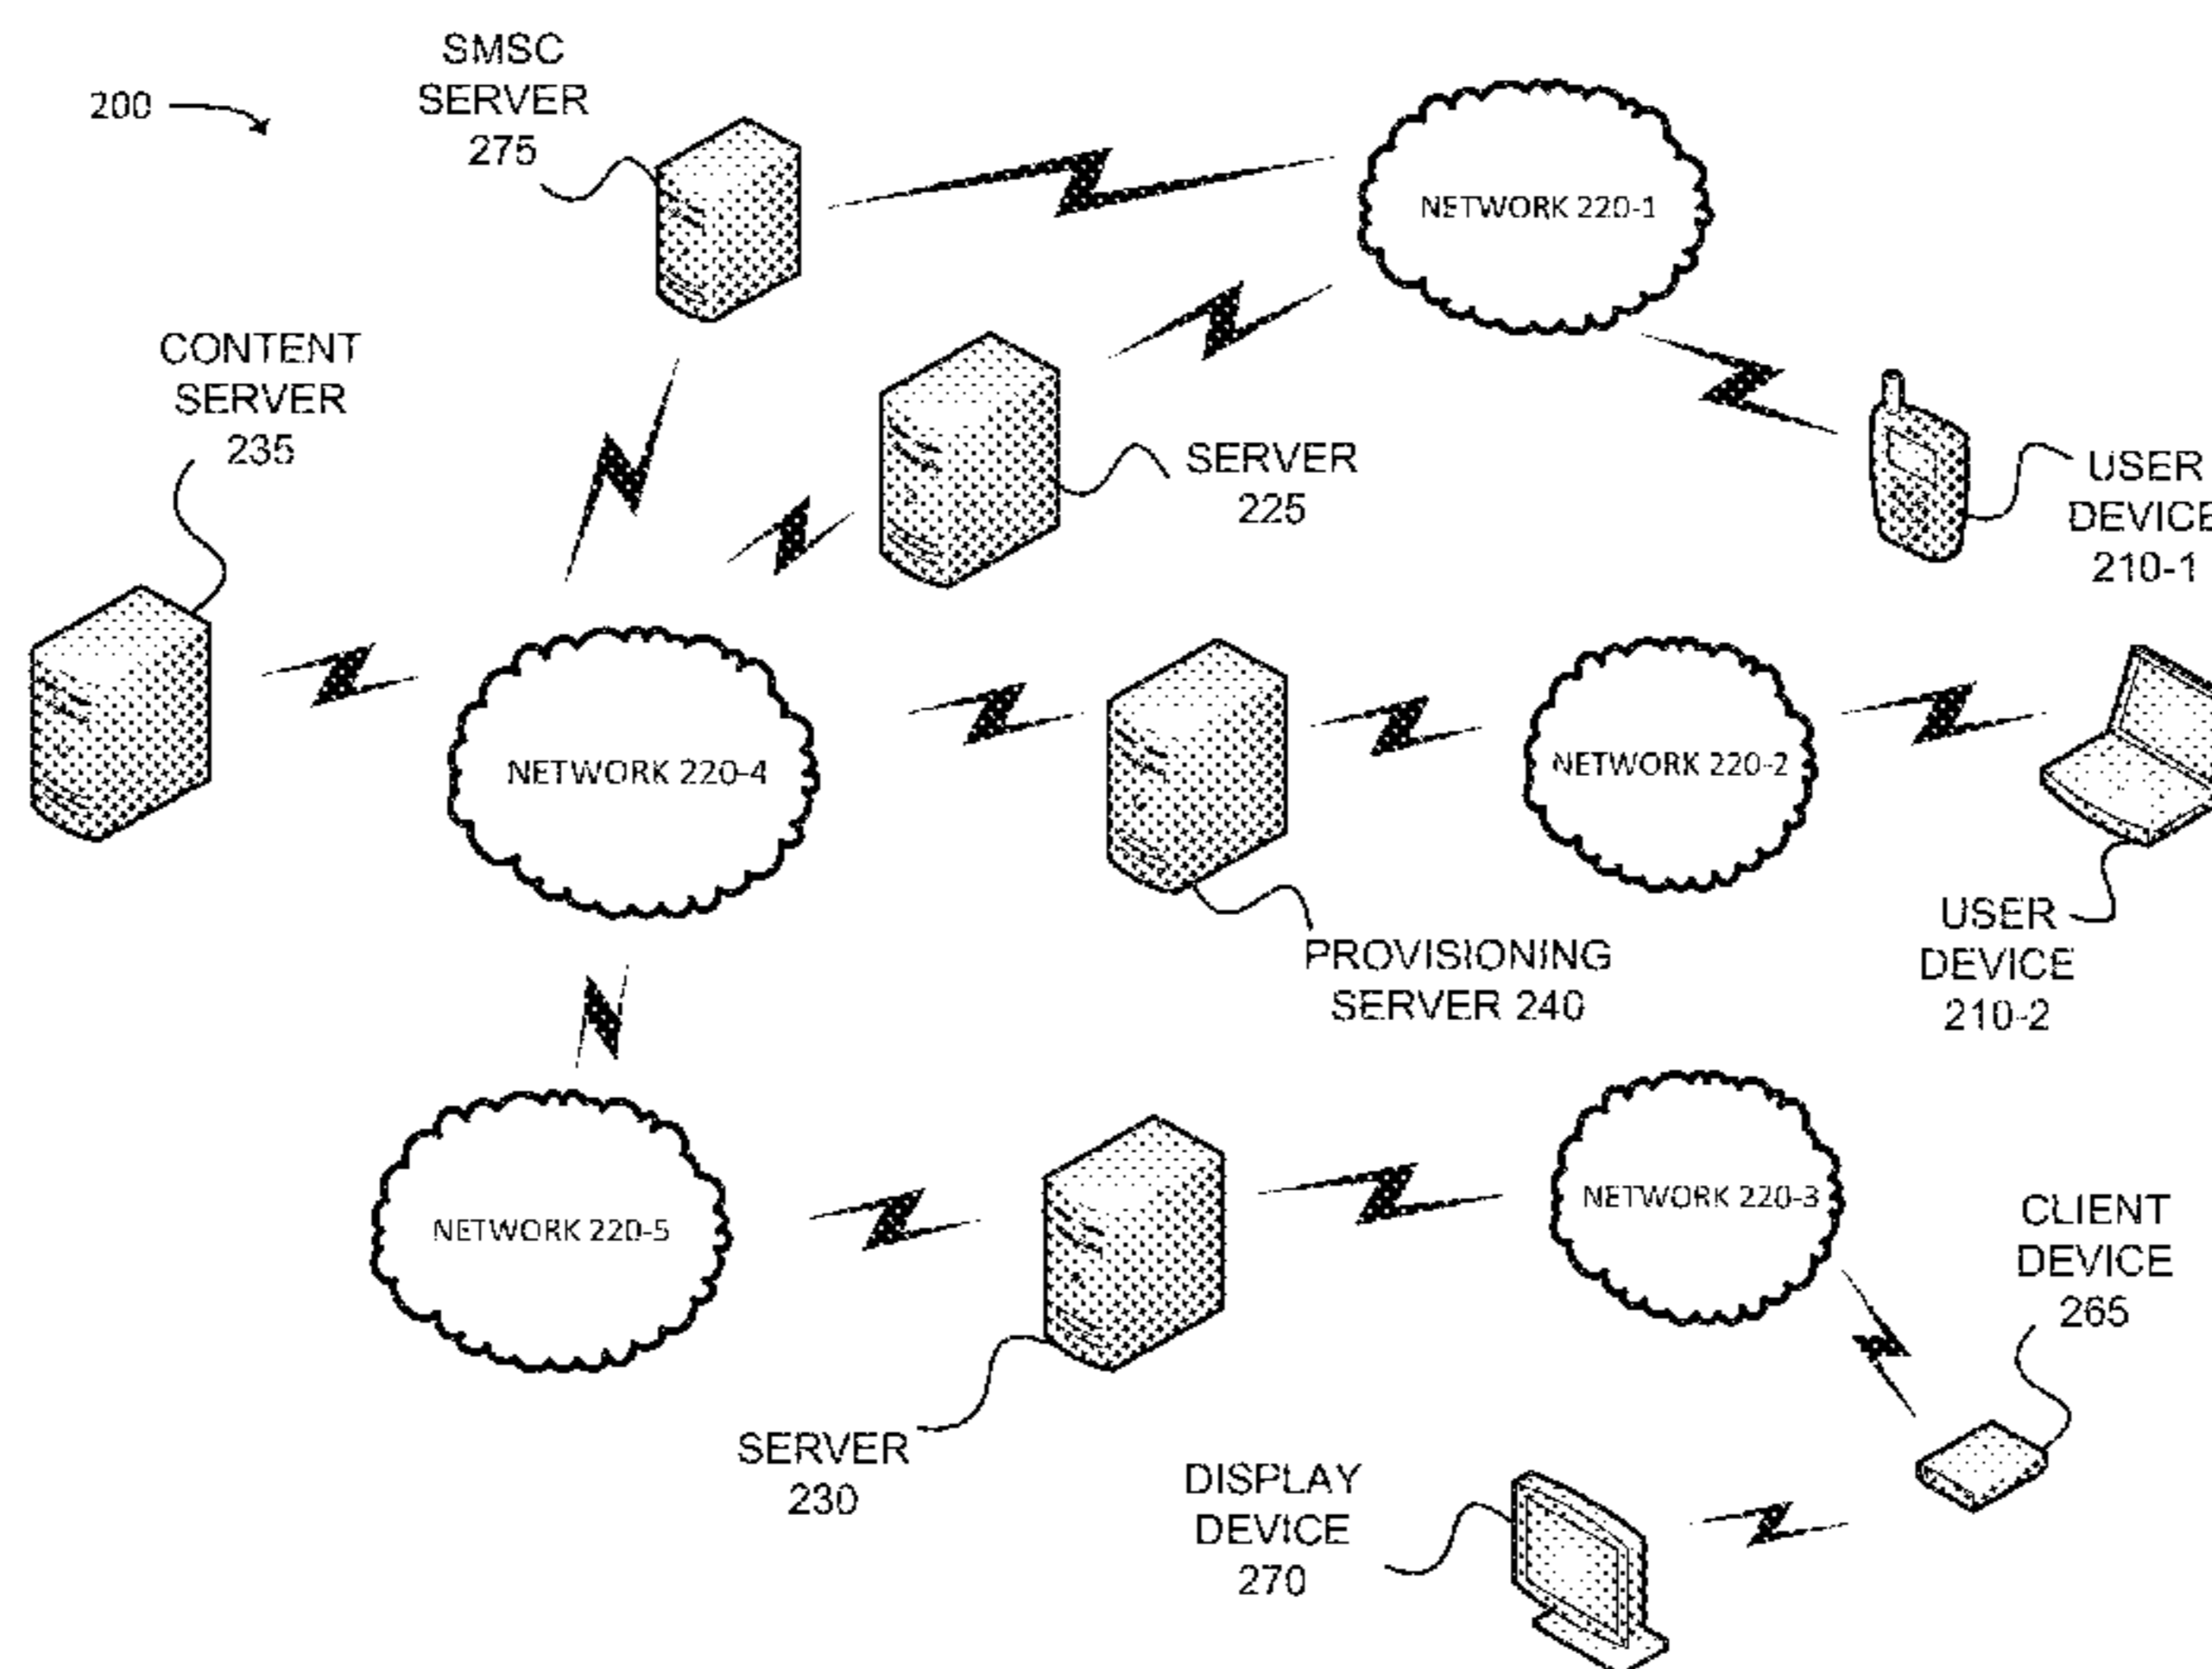 200
SMSC
SERVER
275
NETWORK 220-1
CONTENT
SERVER
235
SERVER
225
USER
DEVICE
210-1
NETWORK 220-4
NETWORK 220-2
PROVISIONING
SERVER 240
USER
DEVICE
210-2
NETWORK 220-5
NETWORK 220-3
CLIENT
DEVICE
265
SERVER
230
DISPLAY
DEVICE
270